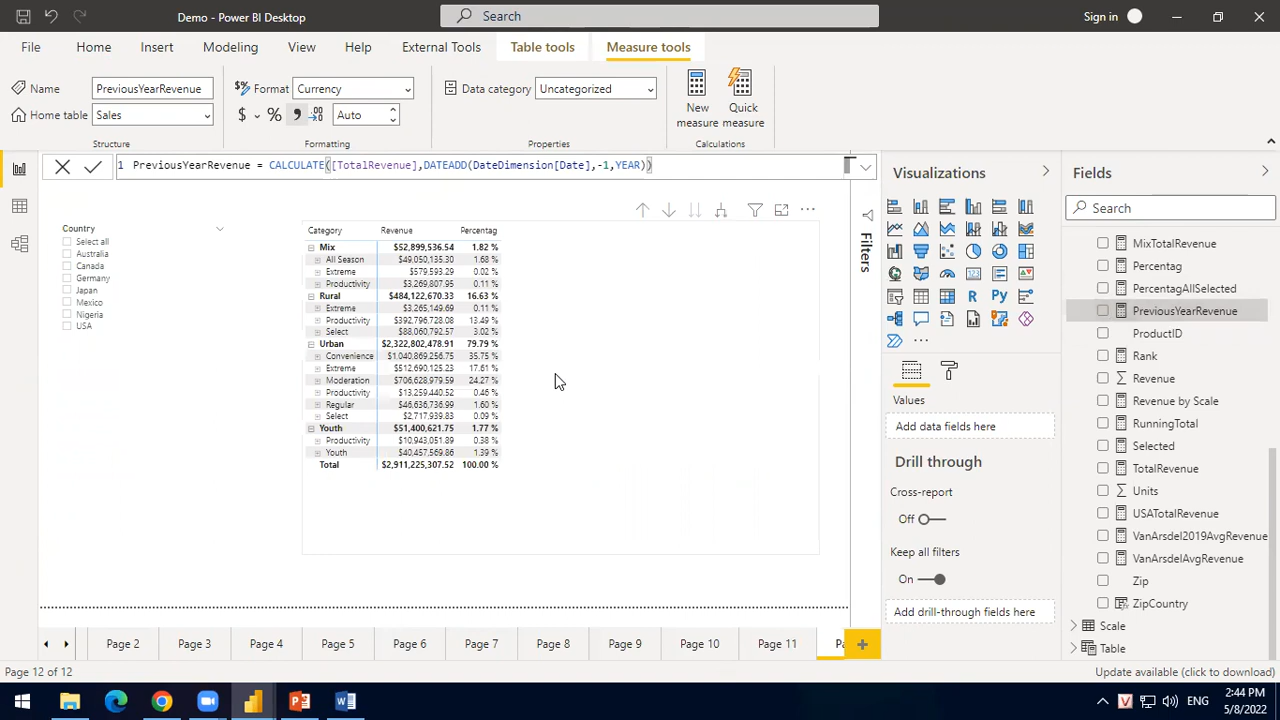 Demo - Power BI Desktop
Search
Sign in
File
Home
Insert
Modeling
View
Help
External Tools
Table tools
Measure tools
Name
PreviousYearRevenue
Home table
Sales
Structure
Format
Currency
$
%
Auto
Formatting
Data category
Uncategorized
Properties
New measure
Quick measure
Calculations
1 PreviousYearRevenue = CALCULATE([TotalRevenue],DATEADD(DateDimension[Date],-1,YEAR))
Country
Select all
Australia
Canada
Germany
Japan
Mexico
Nigeria
USA
Category Revenue Percentag
Mix $52,899,536.54 1.82 %
All Season $49,050,135.30 1.68 %
Extreme $579,593.29 0.02 %
Productivity $3,269,807.95 0.11 %
Rural $484,122,670.33 16.63 %
Extreme $3,265,149.69 0.11 %
Productivity $392,796,728.08 13.49 %
Select $88,060,792.57 3.02 %
Urban $2,322,802,478.91 79.79 %
Convenience $1,040,869,256.75 35.75 %
Extreme $512,690,125.23 17.61 %
Moderation $706,628,979.59 24.27 %
Productivity $13,259,440.52 0.46 %
Regular $46,636,736.99 1.60 %
Select $2,717,939.83 0.09 %
Youth $51,400,621.75 1.77 %
Productivity $10,943,051.89 0.38 %
Youth $40,457,569.86 1.39 %
Total $2,911,225,307.52 100.00 %
Filters
Visualizations
R
Py
Values
Add data fields here
Drill through
Cross-report
Off
Keep all filters
On
Add drill-through fields here
Fields
Search
MixTotalRevenue
Percentag
PercentagAllSelected
PreviousYearRevenue
ProductID
Rank
Revenue
Revenue by Scale
RunningTotal
Selected
TotalRevenue
Units
USATotalRevenue
VanArsdel2019AvgRevenue
VanArsdelAvgRevenue
Zip
ZipCountry
Scale
Table
Page 2
Page 3
Page 4
Page 5
Page 6
Page 7
Page 8
Page 9
Page 10
Page 11
Page 12 of 12
Update available (click to download)
ENG
2:44 PM
5/8/2022